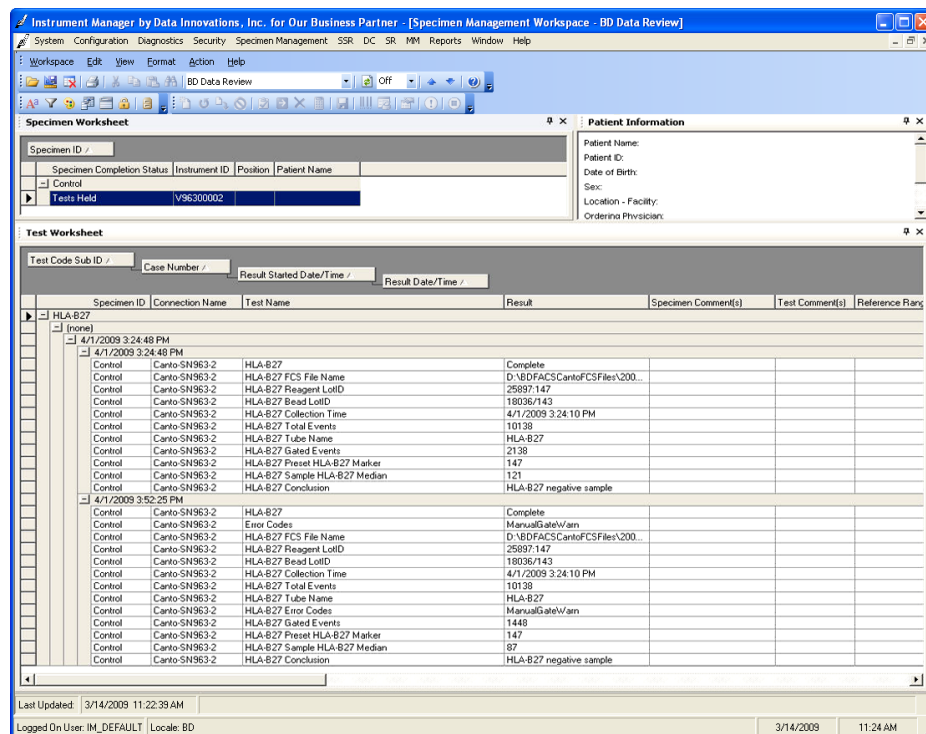 Instrument Manager by Data Innovations, Inc. for Our Business Partner - [Specimen Management Workspace - BD Data Review]
System Configuration Diagnostics Security Specimen Management SSR DC SR MM Reports Window Help
Workspace Edit View Format Action Help
BD Data Review Off
Specimen Worksheet
Specimen ID
Specimen Completion Status Instrument ID Position Patient Name
Control
Tests Held V96300002
Patient Information
Patient Name:
Patient ID:
Date of Birth:
Sex:
Location - Facility:
Ordering Physician:
Test Worksheet
Test Code Sub ID
Case Number
Result Started Date/Time
Result Date/Time
Specimen ID Connection Name Test Name Result Specimen Comment(s) Test Comment(s) Reference Rang
HLA-B27
(none)
4/1/2009 3:24:48 PM
4/1/2009 3:24:48 PM
Control Canto-SN963-2 HLA-B27 Complete
Control Canto-SN963-2 HLA-B27 FCS File Name D:\BDFACSCantoFCSFiles\200...
Control Canto-SN963-2 HLA-B27 Reagent LotID 25897:147
Control Canto-SN963-2 HLA-B27 Bead LotID 18036/143
Control Canto-SN963-2 HLA-B27 Collection Time 4/1/2009 3:24:10 PM
Control Canto-SN963-2 HLA-B27 Total Events 10138
Control Canto-SN963-2 HLA-B27 Tube Name HLA-B27
Control Canto-SN963-2 HLA-B27 Gated Events 2138
Control Canto-SN963-2 HLA-B27 Preset HLA-B27 Marker 147
Control Canto-SN963-2 HLA-B27 Sample HLA-B27 Median 121
Control Canto-SN963-2 HLA-B27 Conclusion HLA-B27 negative sample
4/1/2009 3:52:25 PM
Control Canto-SN963-2 HLA-B27 Complete
Control Canto-SN963-2 Error Codes ManualGateWarn
Control Canto-SN963-2 HLA-B27 FCS File Name D:\BDFACSCantoFCSFiles\200...
Control Canto-SN963-2 HLA-B27 Reagent LotID 25897:147
Control Canto-SN963-2 HLA-B27 Bead LotID 18036/143
Control Canto-SN963-2 HLA-B27 Collection Time 4/1/2009 3:24:10 PM
Control Canto-SN963-2 HLA-B27 Total Events 10138
Control Canto-SN963-2 HLA-B27 Tube Name HLA-B27
Control Canto-SN963-2 HLA-B27 Error Codes ManualGateWarn
Control Canto-SN963-2 HLA-B27 Gated Events 1448
Control Canto-SN963-2 HLA-B27 Preset HLA-B27 Marker 147
Control Canto-SN963-2 HLA-B27 Sample HLA-B27 Median 87
Control Canto-SN963-2 HLA-B27 Conclusion HLA-B27 negative sample
Last Updated: 3/14/2009 11:22:39 AM
Logged On User: IM_DEFAULT Locale: BD 3/14/2009 11:24 AM